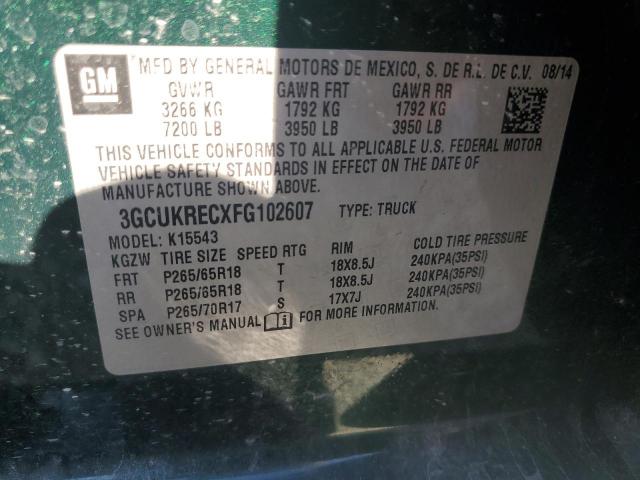 GM
MFD BY GENERAL MOTORS DE MEXICO, S. DE R.L. DE C.V. 08/14
GVWR GAWR FRT GAWR RR
3266 KG 1792 KG 1792 KG
7200 LB 3950 LB 3950 LB
THIS VEHICLE CONFORMS TO ALL APPLICABLE U.S. FEDERAL MOTOR
VEHICLE SAFETY STANDARDS IN EFFECT ON THE DATE OF
MANUFACTURE SHOWN ABOVE.
3GCUKRECXFG102607 TYPE: TRUCK
MODEL: K15543
KGZW TIRE SIZE SPEED RTG RIM COLD TIRE PRESSURE
FRT P265/65R18 T 18X8.5J 240KPA(35PSI)
RR P265/65R18 T 18X8.5J 240KPA(35PSI)
SPA P265/70R17 S 17X7J 240KPA(35PSI)
SEE OWNER'S MANUAL FOR MORE INFORMATION.